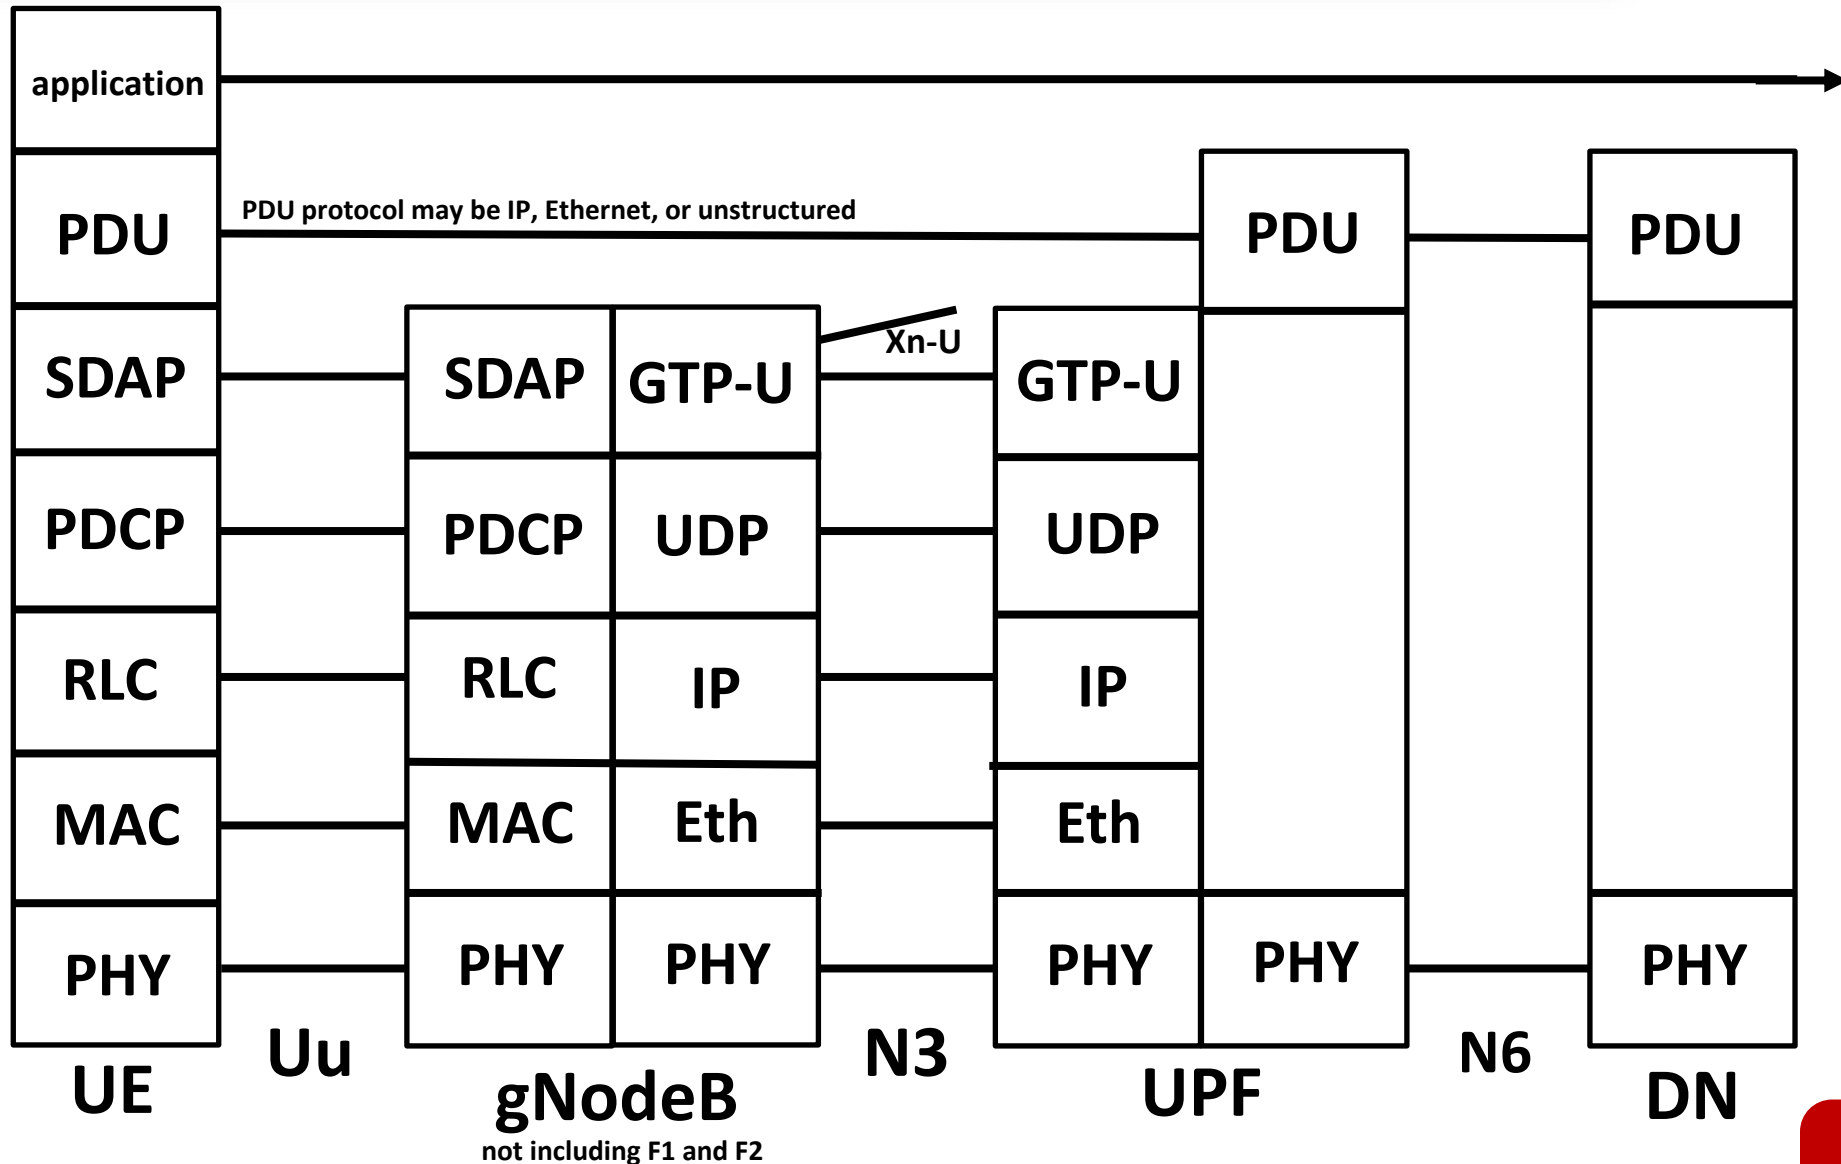 application
PDU
PDU protocol may be IP, Ethernet, or unstructured
PDU
PDU
SDAP
SDAP
GTP-U
Xn-U
GTP-U
PDCP
PDCP
UDP
UDP
RLC
RLC
IP
IP
MAC
MAC
Eth
Eth
PHY
PHY
PHY
PHY
PHY
PHY
UE
Uu
gNodeB
not including F1 and F2
N3
UPF
N6
DN